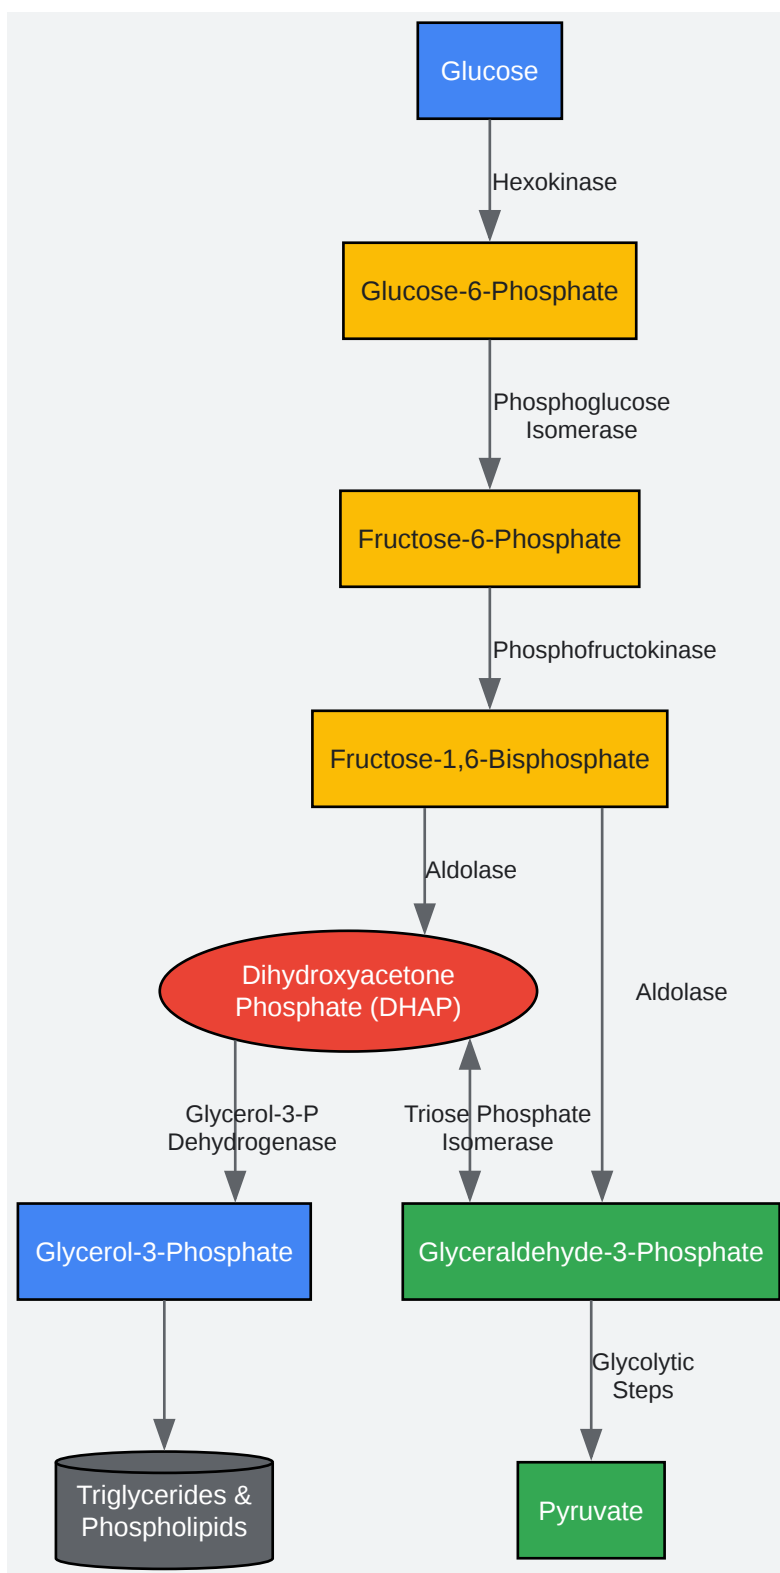 Glucose
Hexokinase
Glucose-6-Phosphate
Phosphoglucose
Isomerase
Fructose-6-Phosphate
Phosphofructokinase
Fructose-1,6-Bisphosphate
Aldolase
Dihydroxyacetone
Phosphate (DHAP)
Aldolase
Glycerol-3-P
Dehydrogenase
Triose Phosphate
Isomerase
Glycerol-3-Phosphate
Glyceraldehyde-3-Phosphate
Glycolytic
Steps
Triglycerides &
Phospholipids
Pyruvate